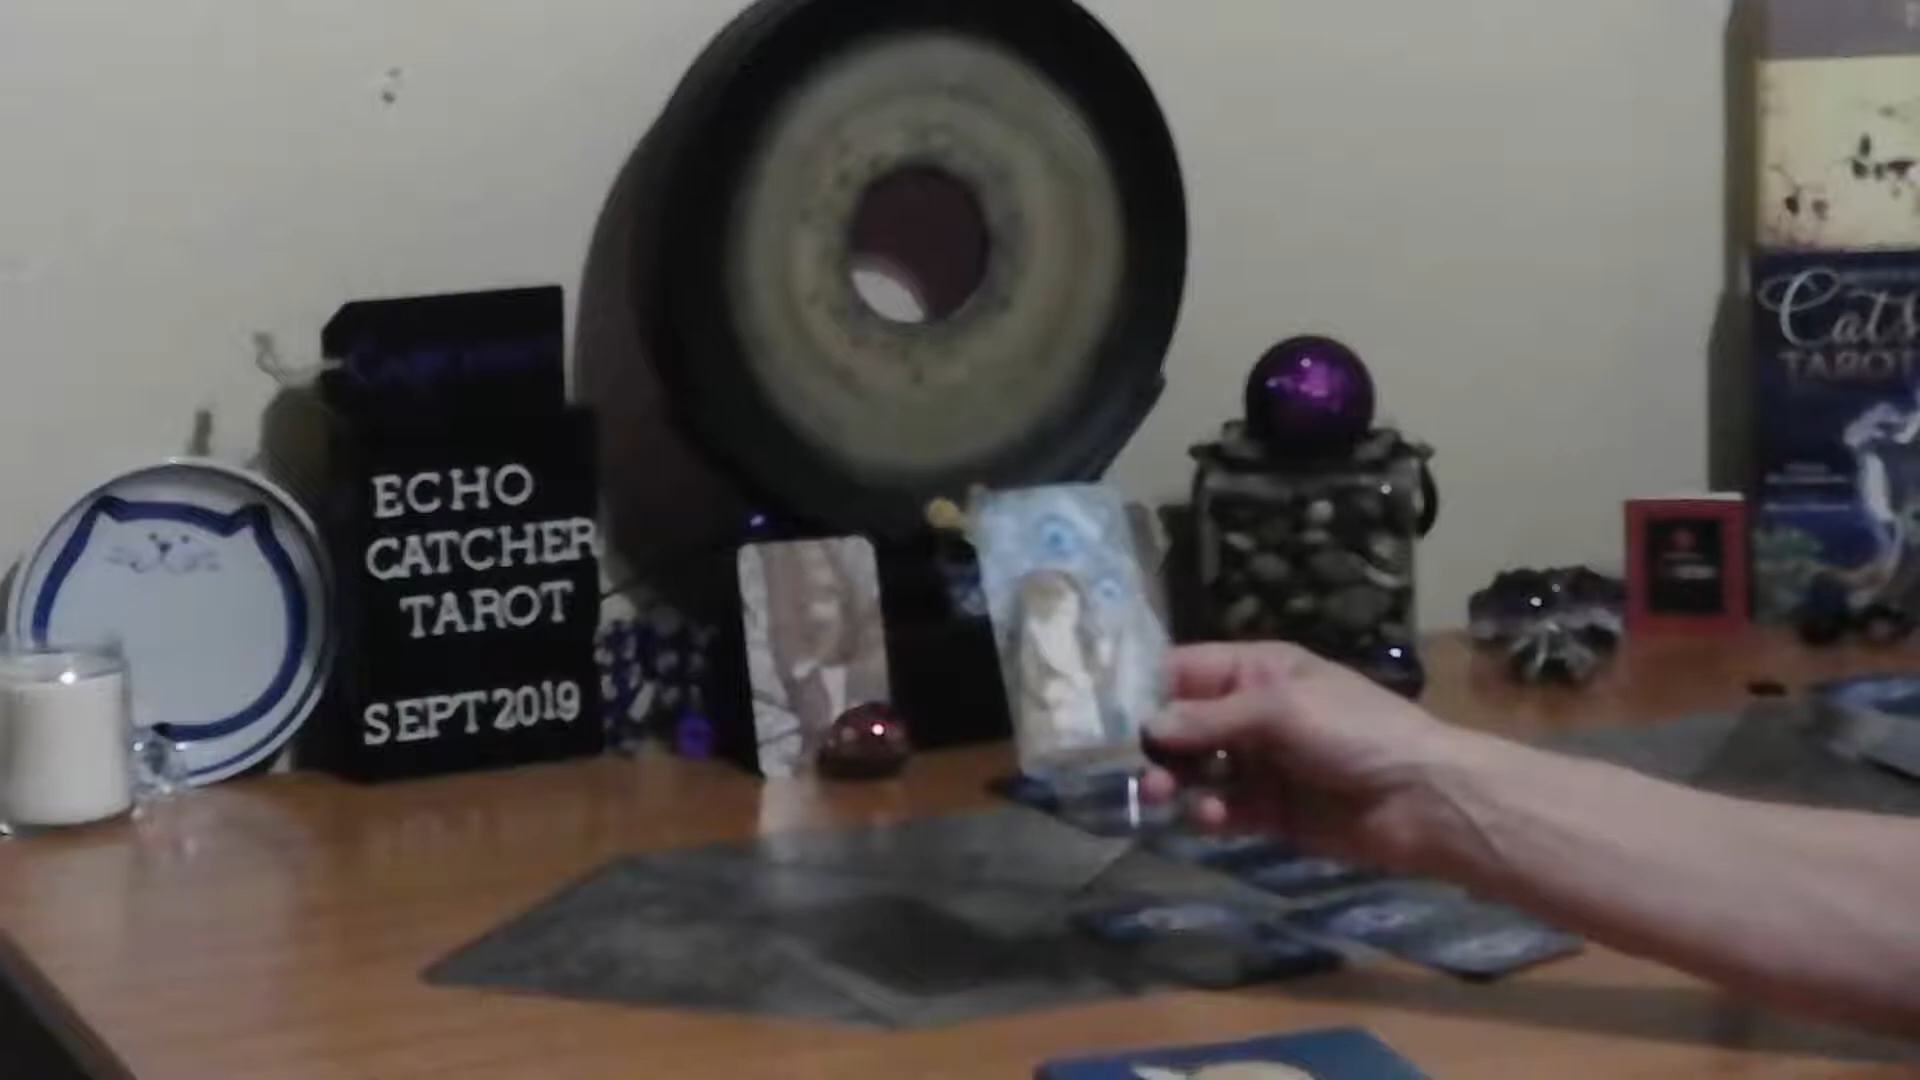 ECHO
CATCHER
TAROT
SEPT 2019
Cats
TAROT